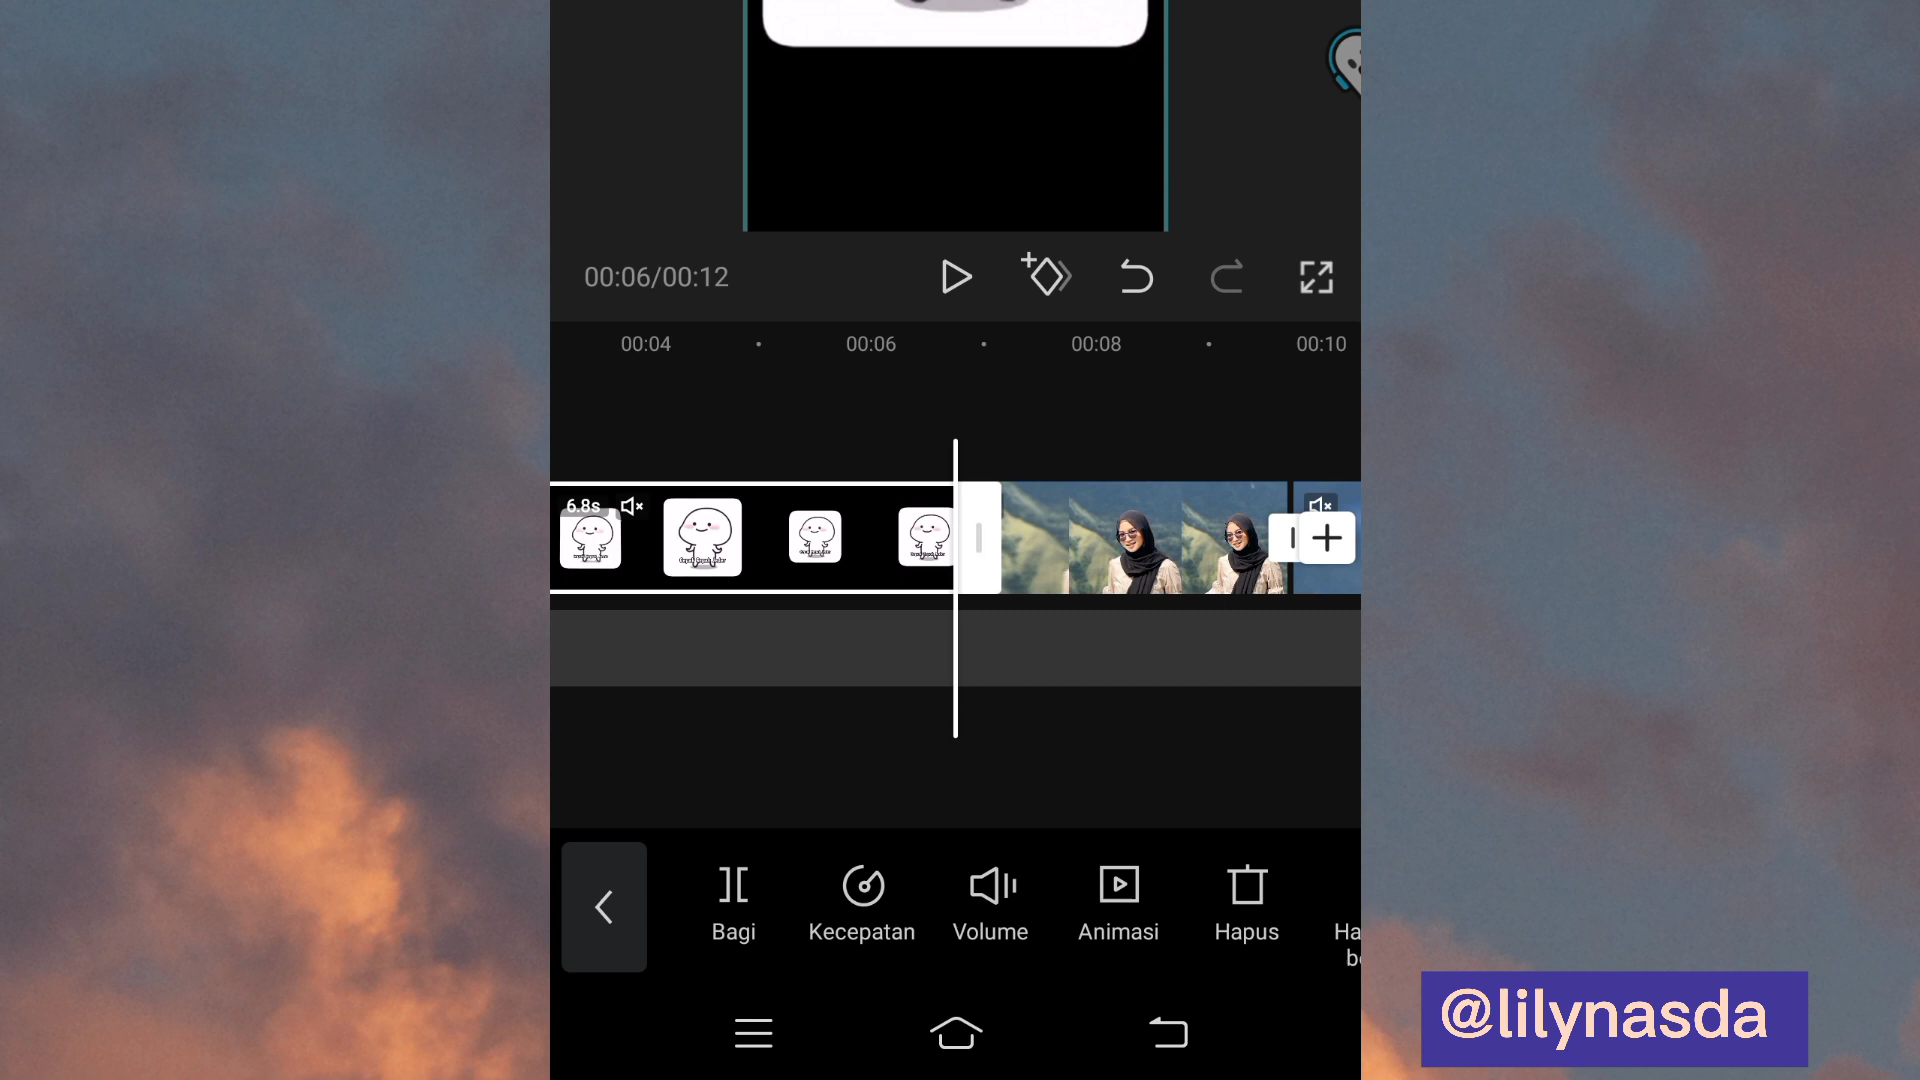 00:06/00:12
00:04 00:06 00:08 00:10
6.8s
Bagi Kecepatan Volume Animasi Hapus Ha
@lilynasda